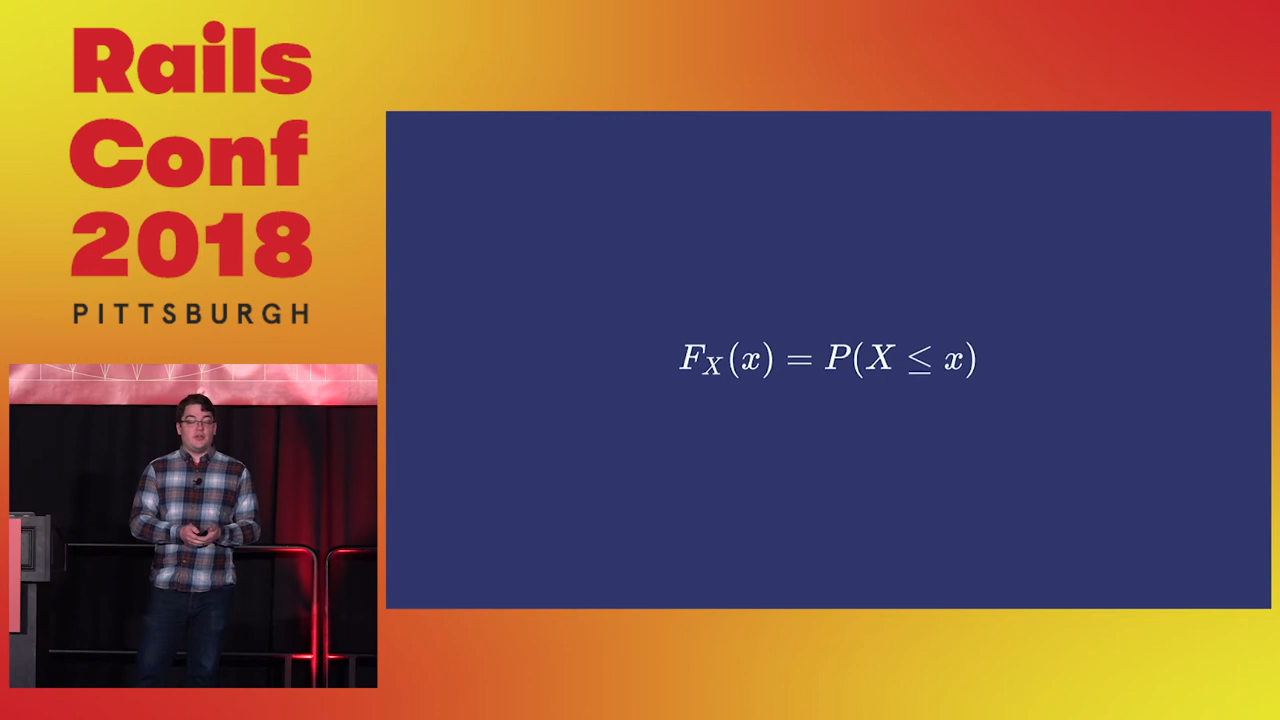 Rails
Conf
2018
PITTSBURGH
F_X(x) = P(X ≤ x)